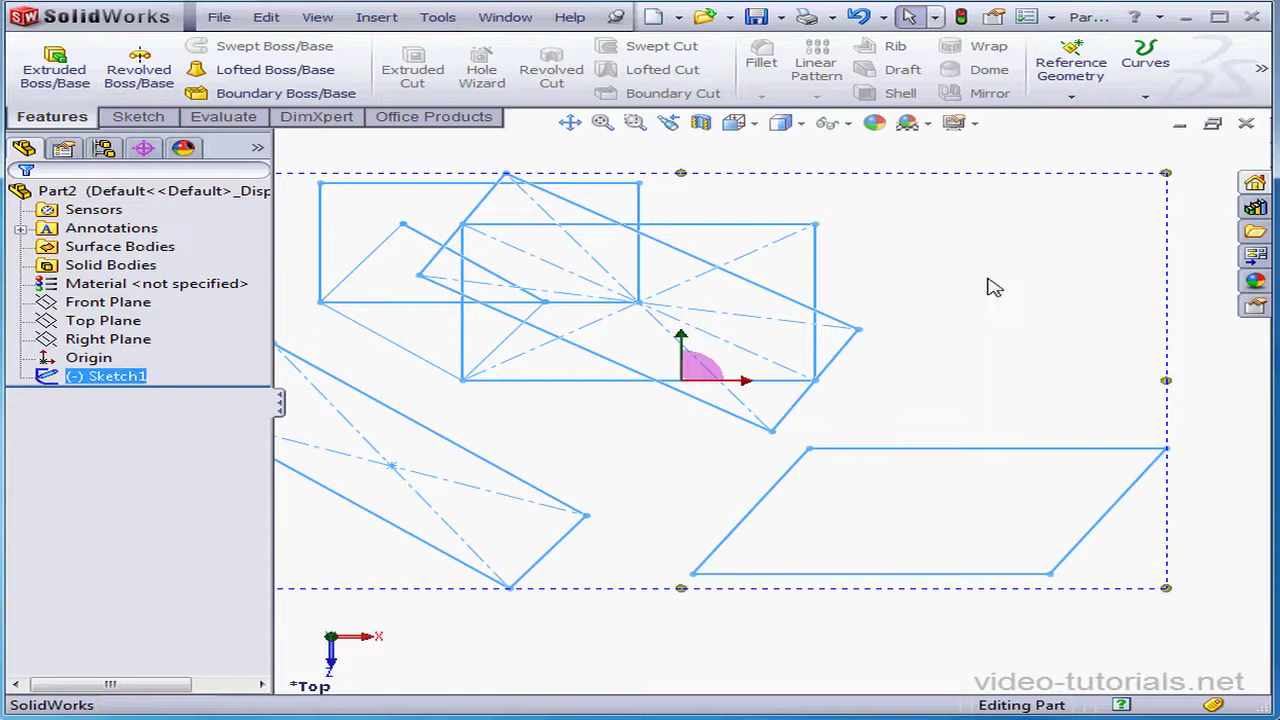 SolidWorks File Edit View Insert Tools Window Help Par... ?
Extruded Boss/Base
Revolved Boss/Base
Swept Boss/Base
Lofted Boss/Base
Boundary Boss/Base
Extruded Cut
Hole Wizard
Revolved Cut
Swept Cut
Lofted Cut
Boundary Cut
Fillet
Linear Pattern
Rib
Draft
Shell
Wrap
Dome
Mirror
Reference Geometry
Curves
Features Sketch Evaluate DimXpert Office Products
Part2 (Default<<Default>_Disp
Sensors
Annotations
Surface Bodies
Solid Bodies
Material <not specified>
Front Plane
Top Plane
Right Plane
Origin
(-) Sketch1
X
Z
*Top
video-tutorials.net
SolidWorks Editing Part